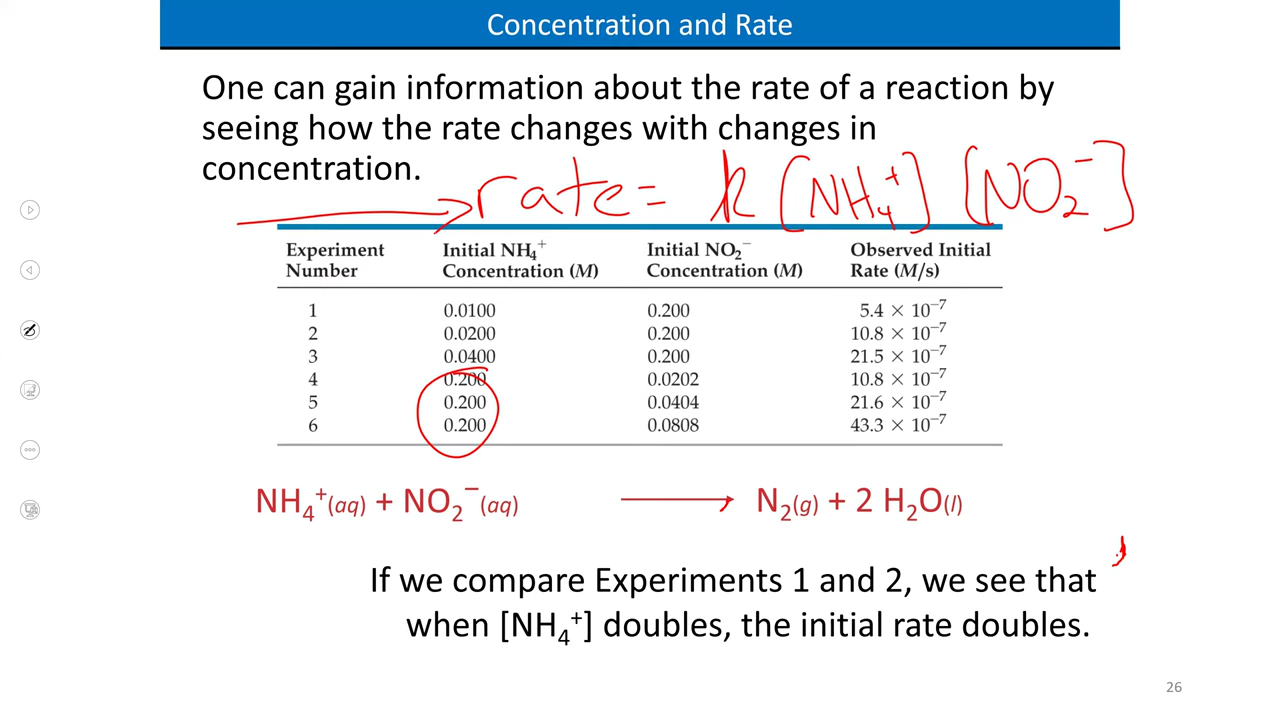 Concentration and Rate
One can gain information about the rate of a reaction by
seeing how the rate changes with changes in
concentration.
rate = k [NH₄⁺] [NO₂⁻]
Experiment Number Initial NH₄⁺ Concentration (M) Initial NO₂⁻ Concentration (M) Observed Initial Rate (M/s)
1 0.0100 0.200 5.4 × 10⁻⁷
2 0.0200 0.200 10.8 × 10⁻⁷
3 0.0400 0.200 21.5 × 10⁻⁷
4 0.200 0.0202 10.8 × 10⁻⁷
5 0.200 0.0404 21.6 × 10⁻⁷
6 0.200 0.0808 43.3 × 10⁻⁷
NH₄⁺(aq) + NO₂⁻(aq) ⟶ N₂(g) + 2 H₂O(l)
If we compare Experiments 1 and 2, we see that
when [NH₄⁺] doubles, the initial rate doubles.
26